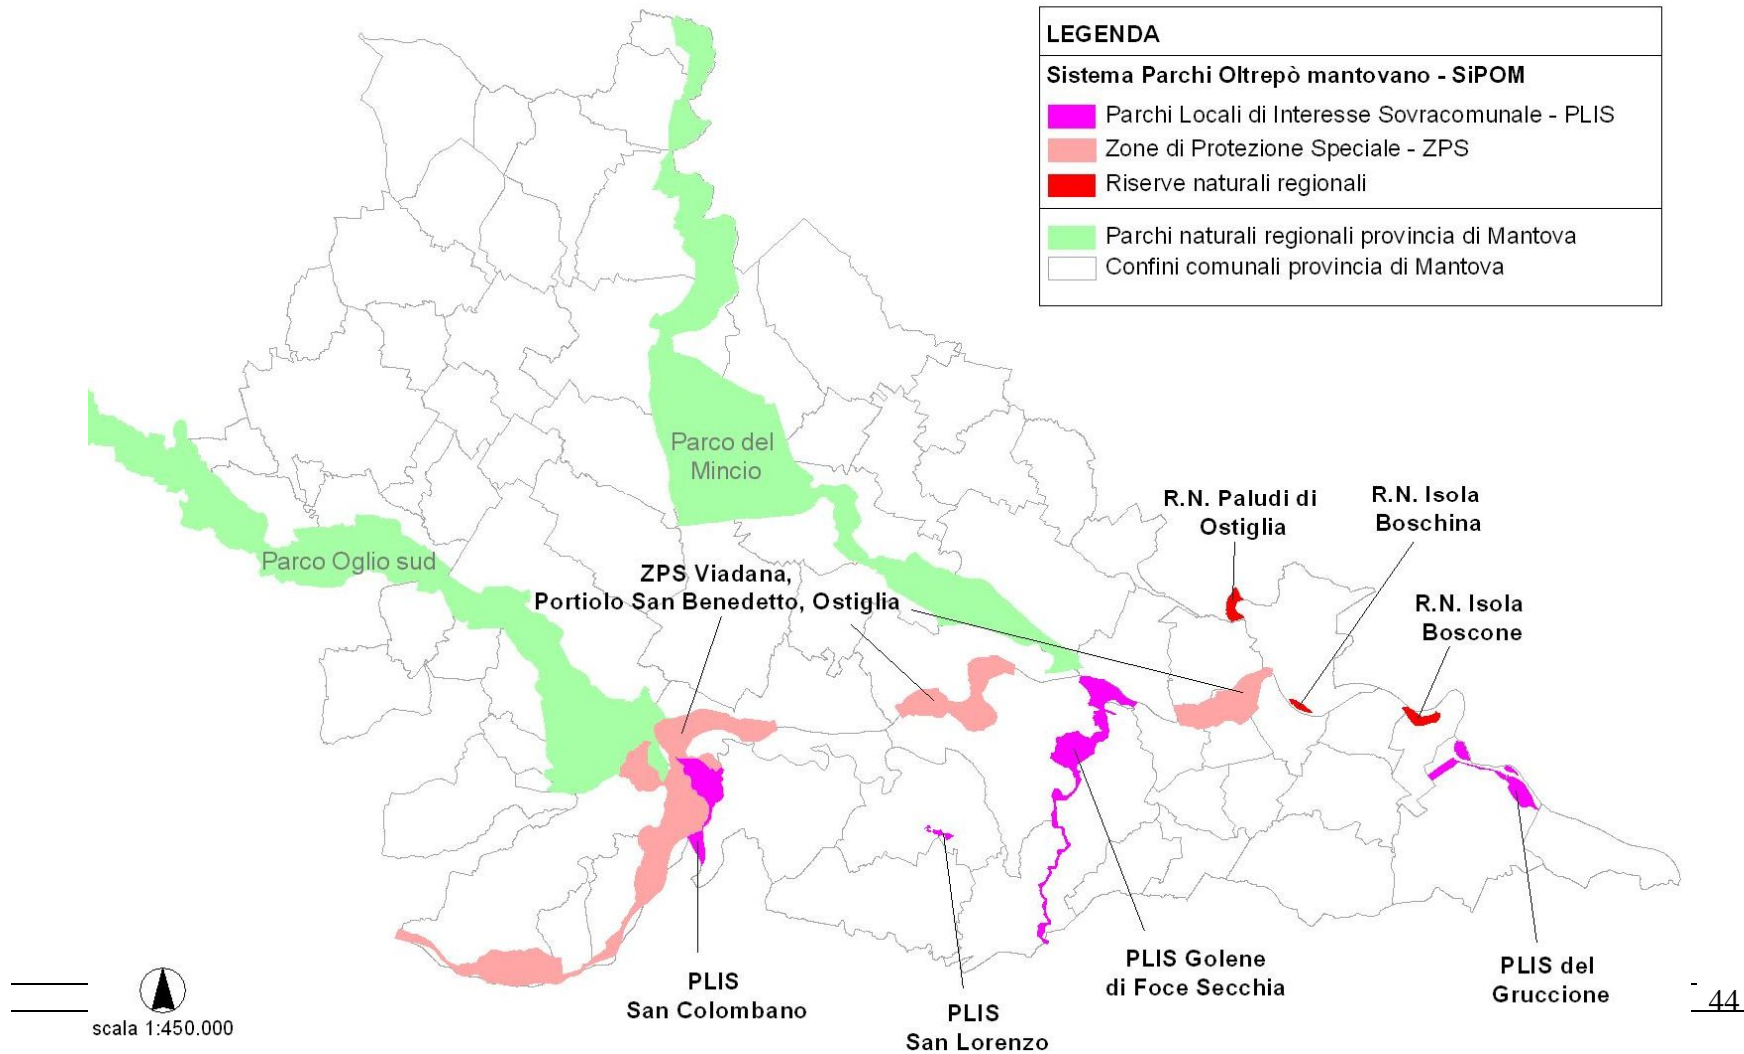 LEGENDA
Sistema Parchi Oltrepò mantovano - SiPOM
Parchi Locali di Interesse Sovracomunale - PLIS
Zone di Protezione Speciale - ZPS
Riserve naturali regionali
Parchi naturali regionali provincia di Mantova
Confini comunali provincia di Mantova
Parco del
Mincio
R.N. Paludi di
Ostiglia
R.N. Isola
Boschina
Parco Oglio sud
ZPS Viadana,
Portiolo San Benedetto, Ostiglia
R.N. Isola
Boscone
PLIS
San Colombano
PLIS
San Lorenzo
PLIS Golene
di Foce Secchia
PLIS del
Gruccione
scala 1:450.000
44